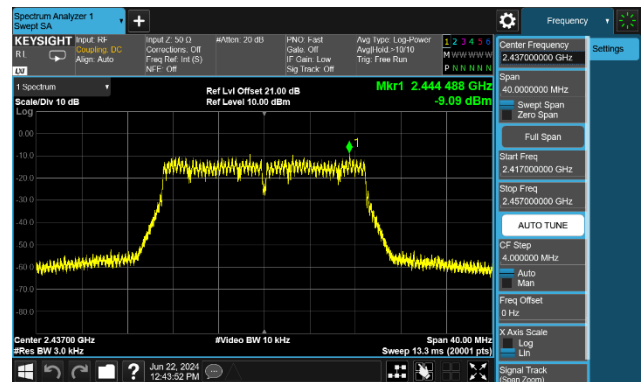 Spectrum Analyzer 1
Swept SA
+
Frequency
KEYSIGHT
RL
LXI
Input: RF
Coupling: DC
Align: Auto
Input Z: 50 Ω
Corrections: Off
Freq Ref: Int (S)
NFE: Off
#Atten: 20 dB
PNO: Fast
Gate: Off
IF Gain: Low
Sig Track: Off
Avg Type: Log-Power
Avg|Hold:>10/10
Trig: Free Run
1 2 3 4 5 6
M W W W W W
P N N N N N
1 Spectrum
Scale/Div 10 dB
Log
Ref Lvl Offset 21.00 dB
Ref Level 10.00 dBm
Mkr1 2.444 488 GHz
-9.09 dBm
1
0.00
-10.0
-20.0
-30.0
-40.0
-50.0
-60.0
-70.0
-80.0
Center 2.43700 GHz
#Res BW 3.0 kHz
#Video BW 10 kHz
Span 40.00 MHz
Sweep 13.3 ms (20001 pts)
?
Jun 22, 2024
12:43:52 PM
Center Frequency
2.437000000 GHz
Span
40.0000000 MHz
Swept Span
Zero Span
Full Span
Start Freq
2.417000000 GHz
Stop Freq
2.457000000 GHz
AUTO TUNE
CF Step
4.000000 MHz
Auto
Man
Freq Offset
0 Hz
X Axis Scale
Log
Lin
Signal Track
(Span Zoom)
Settings